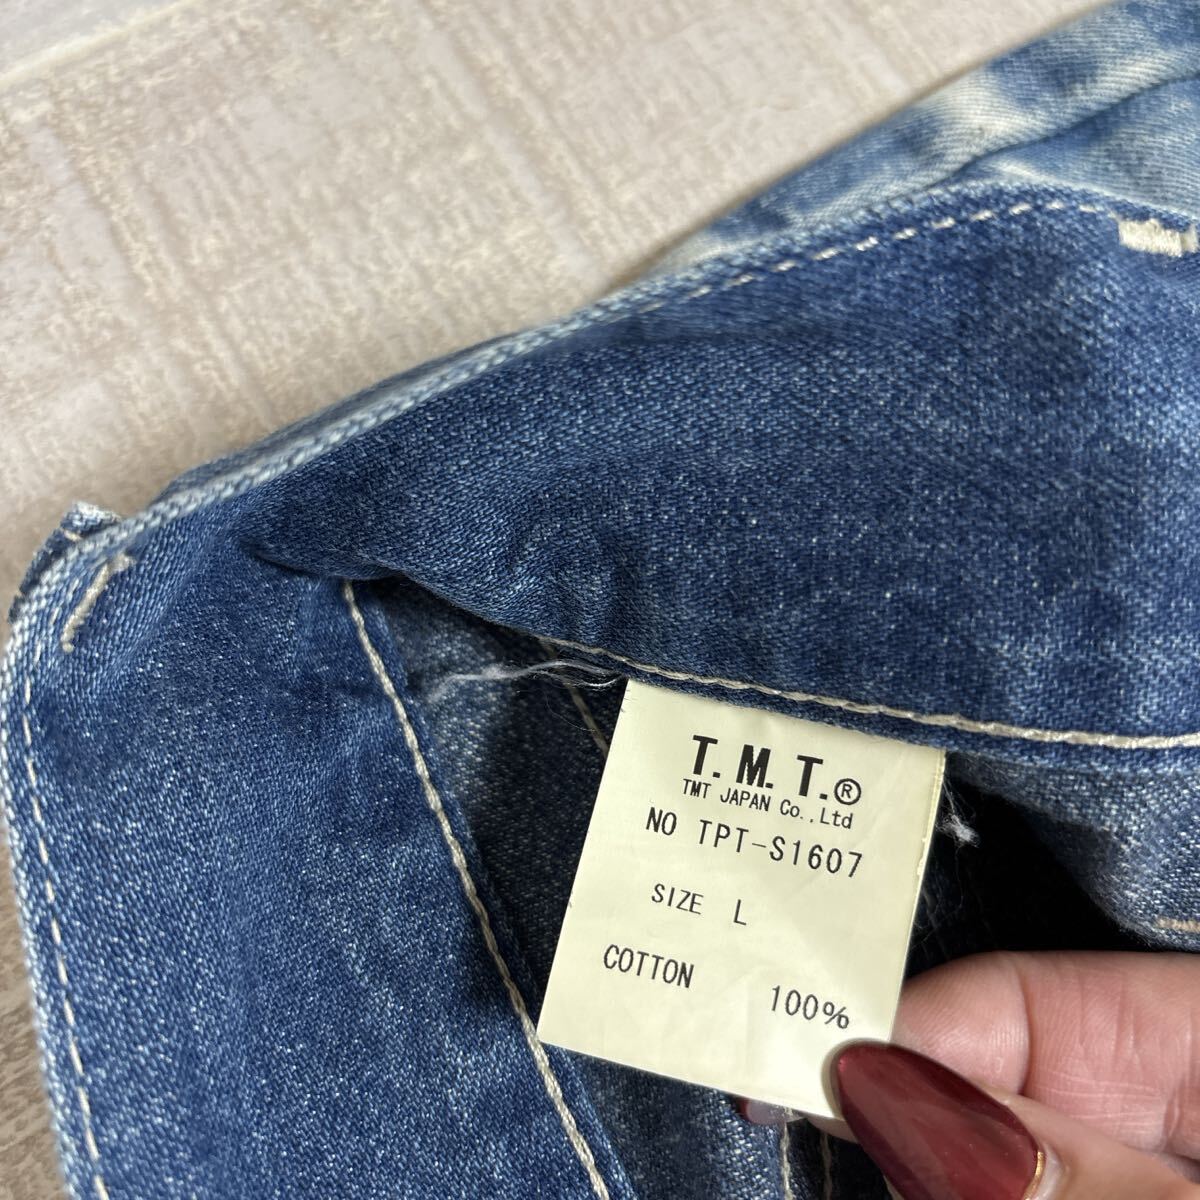 T.M.T.®
TMT JAPAN Co.,Ltd
NO TPT-S1607
SIZE L
COTTON 100%